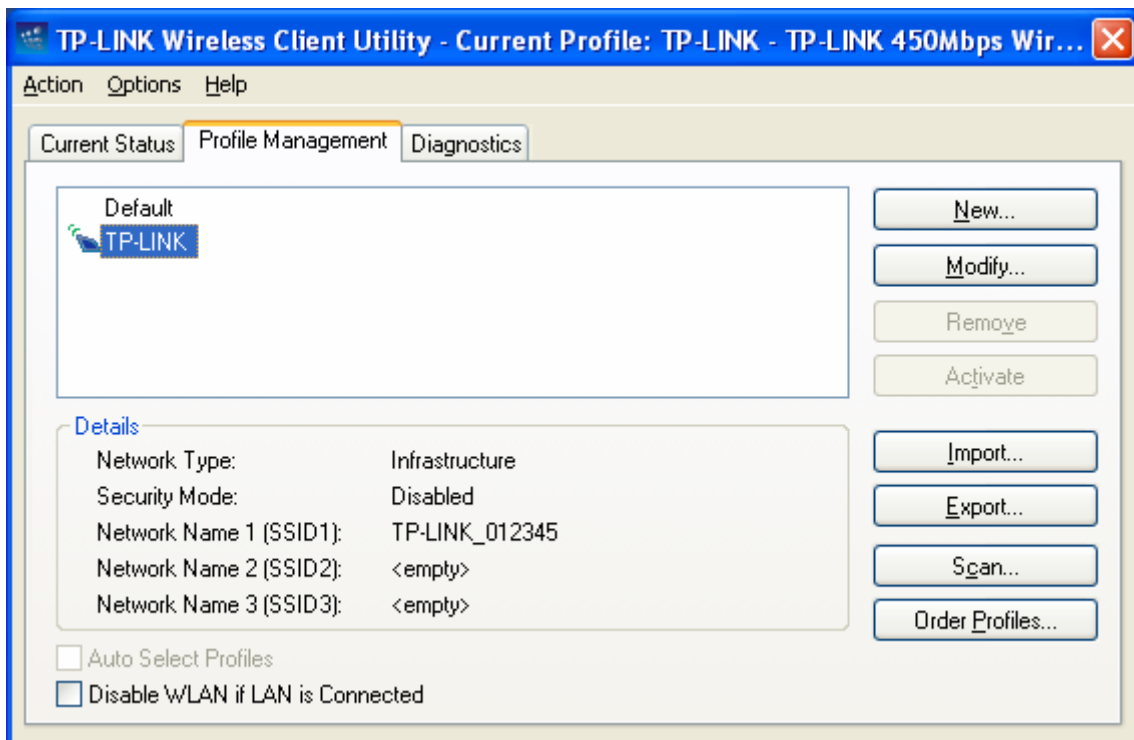 TP-LINK Wireless Client Utility - Current Profile: TP-LINK - TP-LINK 450Mbps Wir...
Action Options Help
Current Status Profile Management Diagnostics
Default
TP-LINK
New...
Modify...
Remove
Activate
Details
Network Type: Infrastructure
Security Mode: Disabled
Network Name 1 (SSID1): TP-LINK_012345
Network Name 2 (SSID2): <empty>
Network Name 3 (SSID3): <empty>
Import...
Export...
Scan...
Order Profiles...
Auto Select Profiles
Disable WLAN if LAN is Connected